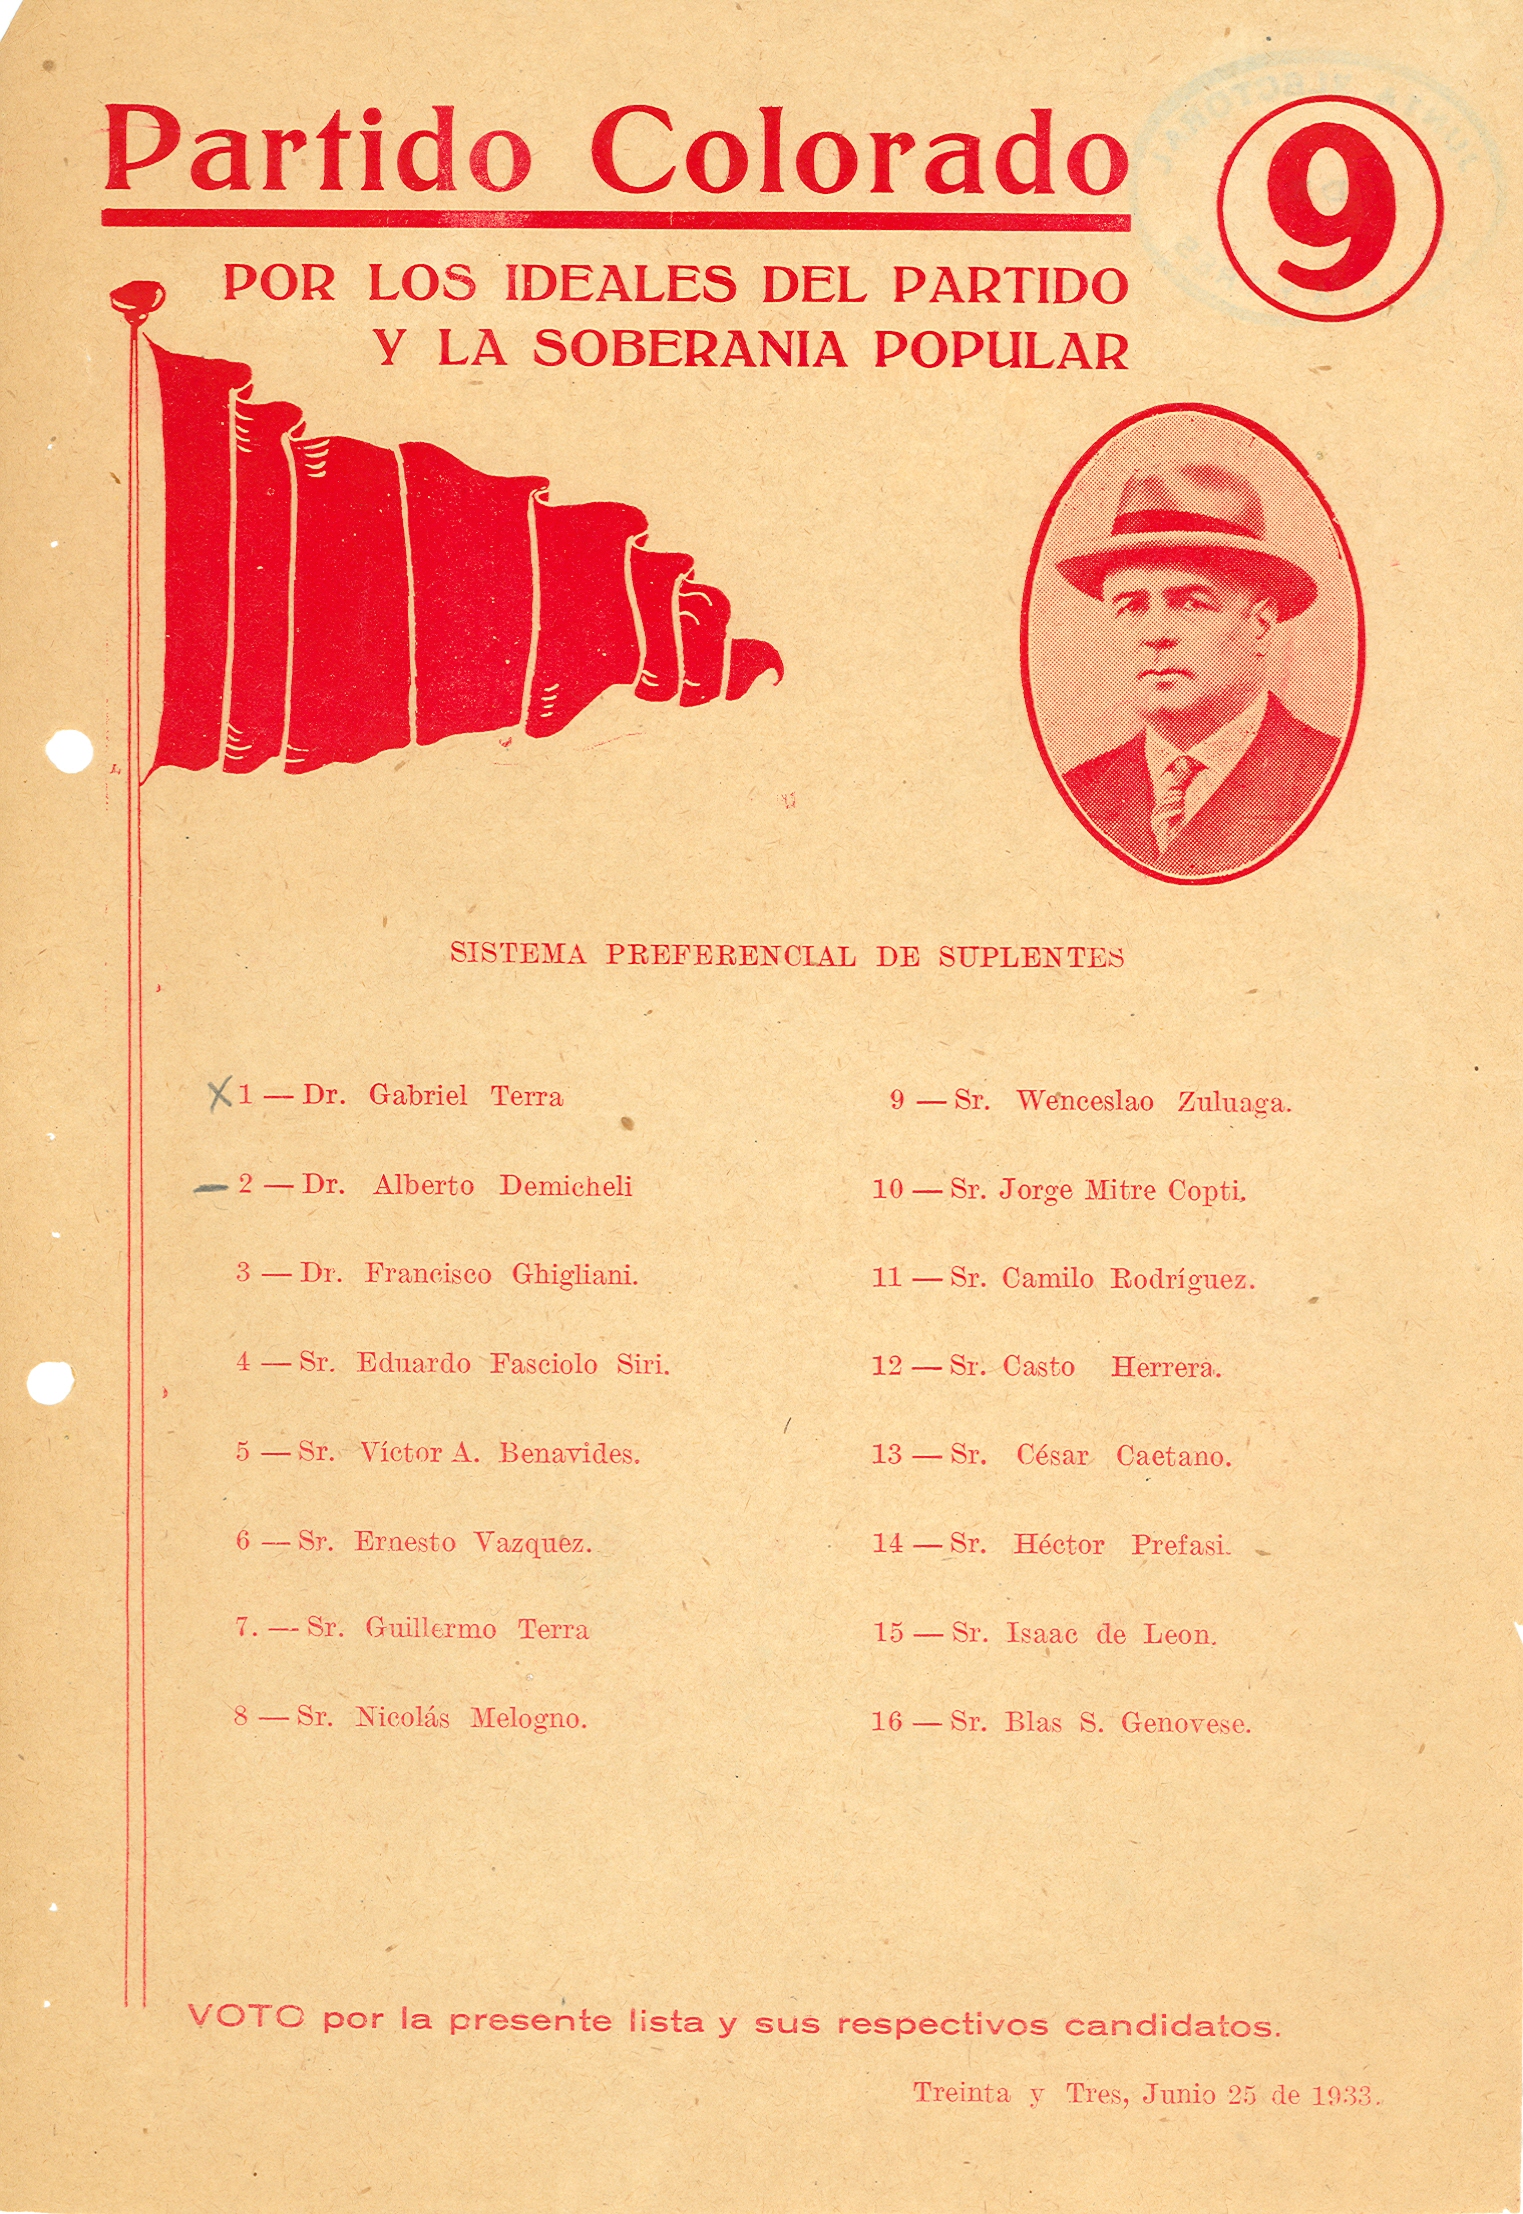 Partido Colorado
9
POR LOS IDEALES DEL PARTIDO
Y LA SOBERANIA POPULAR
SISTEMA PREFERENCIAL DE SUPLENTES
X 1 — Dr. Gabriel Terra
— 2 — Dr. Alberto Demicheli
3 — Dr. Francisco Ghigliani.
4 — Sr. Eduardo Fasciolo Siri.
5 — Sr. Víctor A. Benavides.
6 — Sr. Ernesto Vazquez.
7. — Sr. Guillermo Terra
8 — Sr. Nicolás Melogno.
9 — Sr. Wenceslao Zuluaga.
10 — Sr. Jorge Mitre Copti.
11 — Sr. Camilo Rodríguez.
12 — Sr. Casto Herrera.
13 — Sr. César Caetano.
14 — Sr. Héctor Prefasi.
15 — Sr. Isaac de Leon.
16 — Sr. Blas S. Genovese.
VOTO por la presente lista y sus respectivos candidatos.
Treinta y Tres, Junio 25 de 1933.